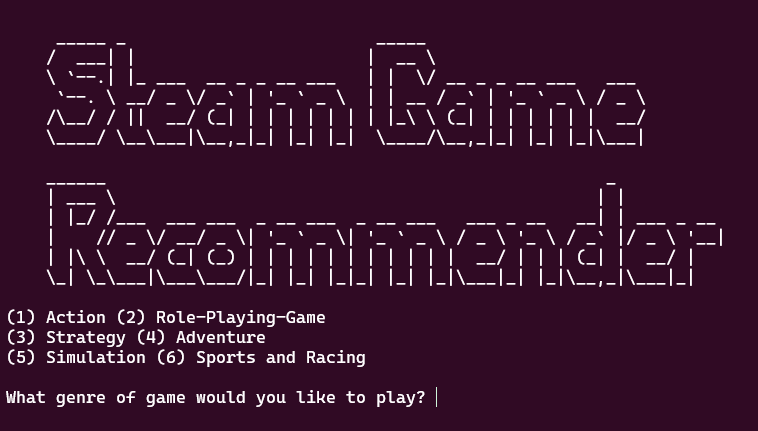 Steam Game
Recommender
(1) Action (2) Role-Playing-Game
(3) Strategy (4) Adventure
(5) Simulation (6) Sports and Racing
What genre of game would you like to play?